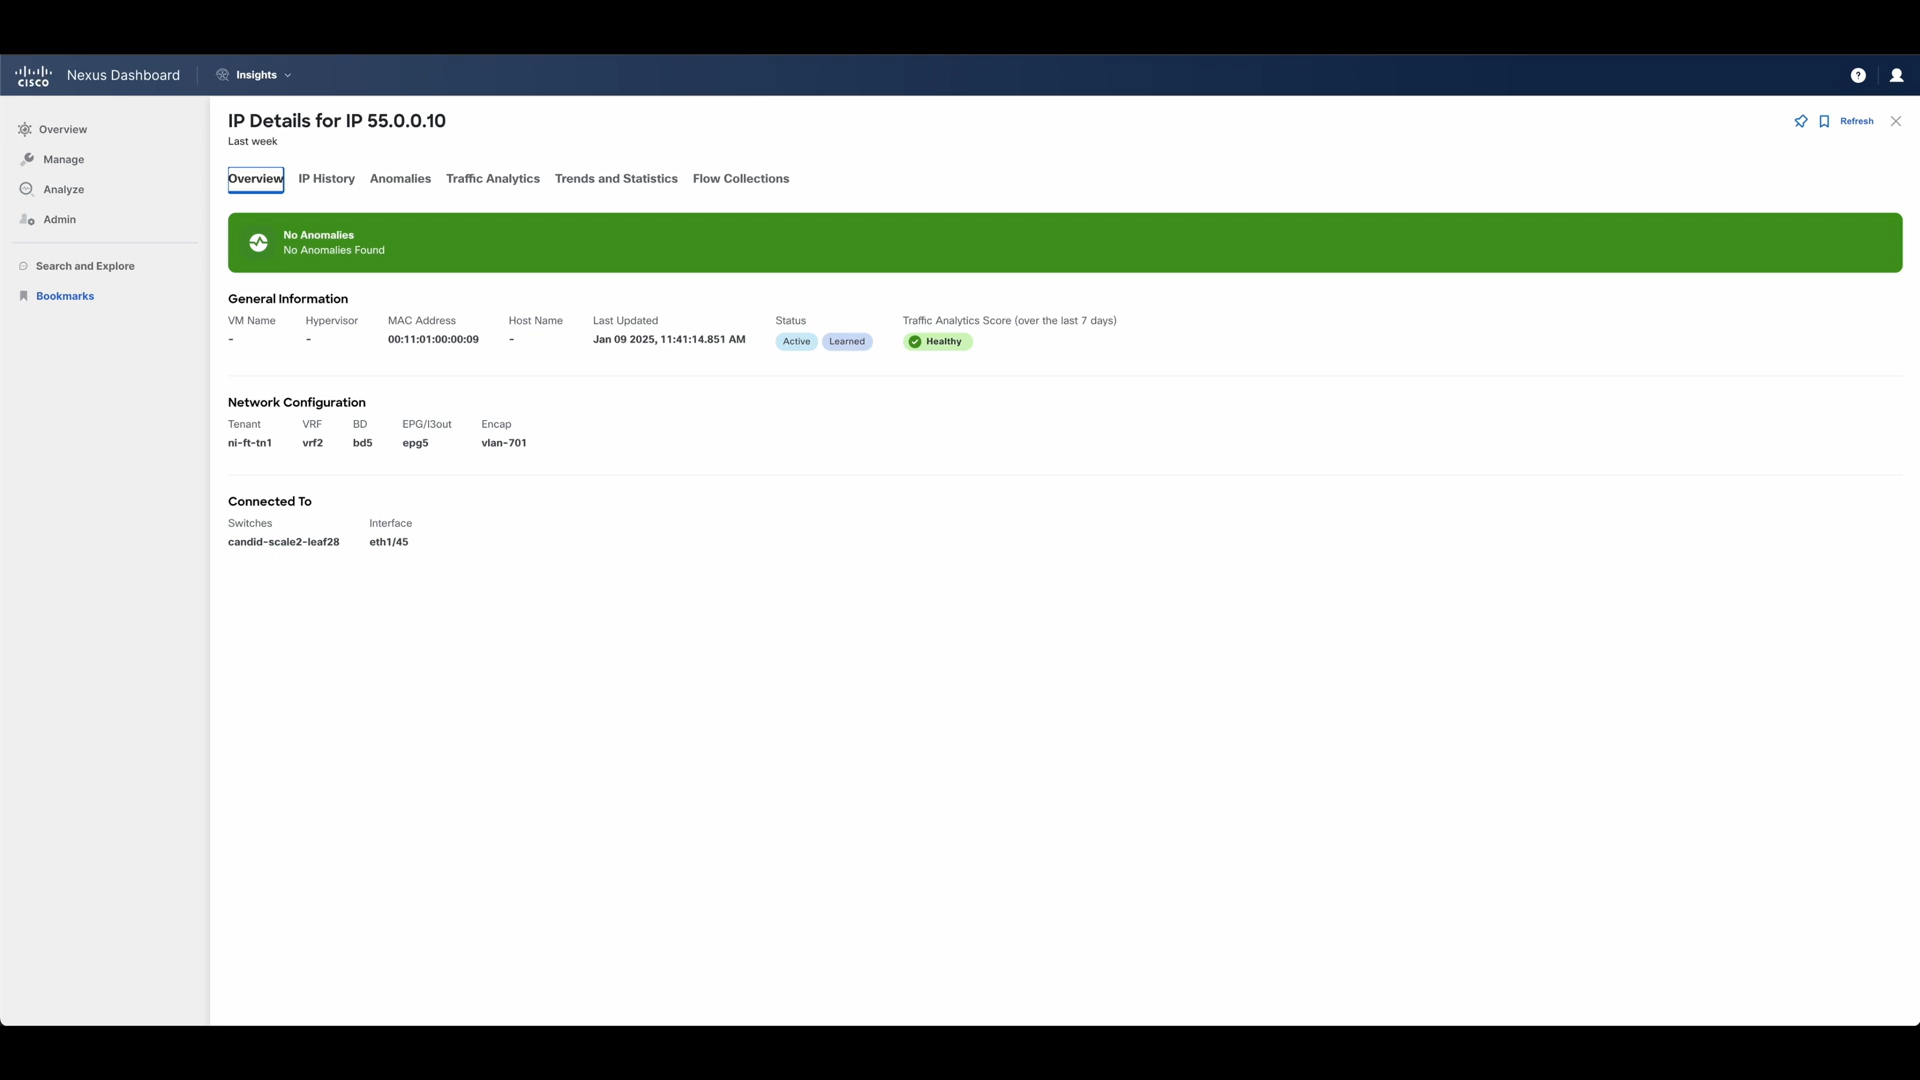 CISCO Nexus Dashboard Insights ?
Overview
Manage
Analyze
Admin
Search and Explore
Bookmarks
IP Details for IP 55.0.0.10
Refresh
Last week
Overview IP History Anomalies Traffic Analytics Trends and Statistics Flow Collections
No Anomalies
No Anomalies Found
General Information
VM Name Hypervisor MAC Address Host Name Last Updated Status Traffic Analytics Score (over the last 7 days)
- - 00:11:01:00:00:09 - Jan 09 2025, 11:41:14.851 AM Active Learned Healthy
Network Configuration
Tenant VRF BD EPG/l3out Encap
ni-ft-tn1 vrf2 bd5 epg5 vlan-701
Connected To
Switches Interface
candid-scale2-leaf28 eth1/45